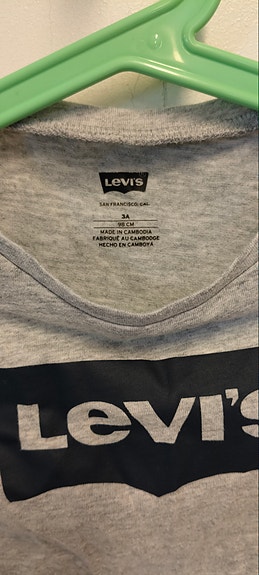 Levi's
SAN FRANCISCO, CAL
3A
98 CM
MADE IN CAMBODIA
FABRIQUÉ AU CAMBODGE
HECHO EN CAMBOYA
Levi's